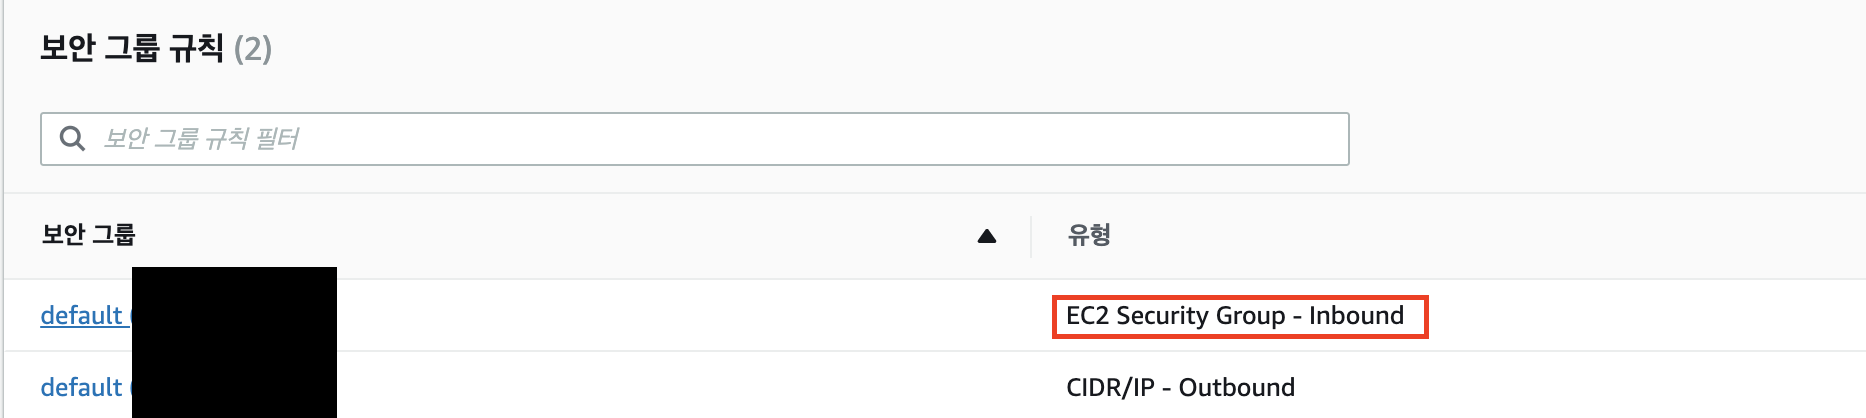 보안 그룹 규칙 (2)
보안 그룹 규칙 필터
보안 그룹 유형
default ( EC2 Security Group - Inbound
default ( CIDR/IP - Outbound